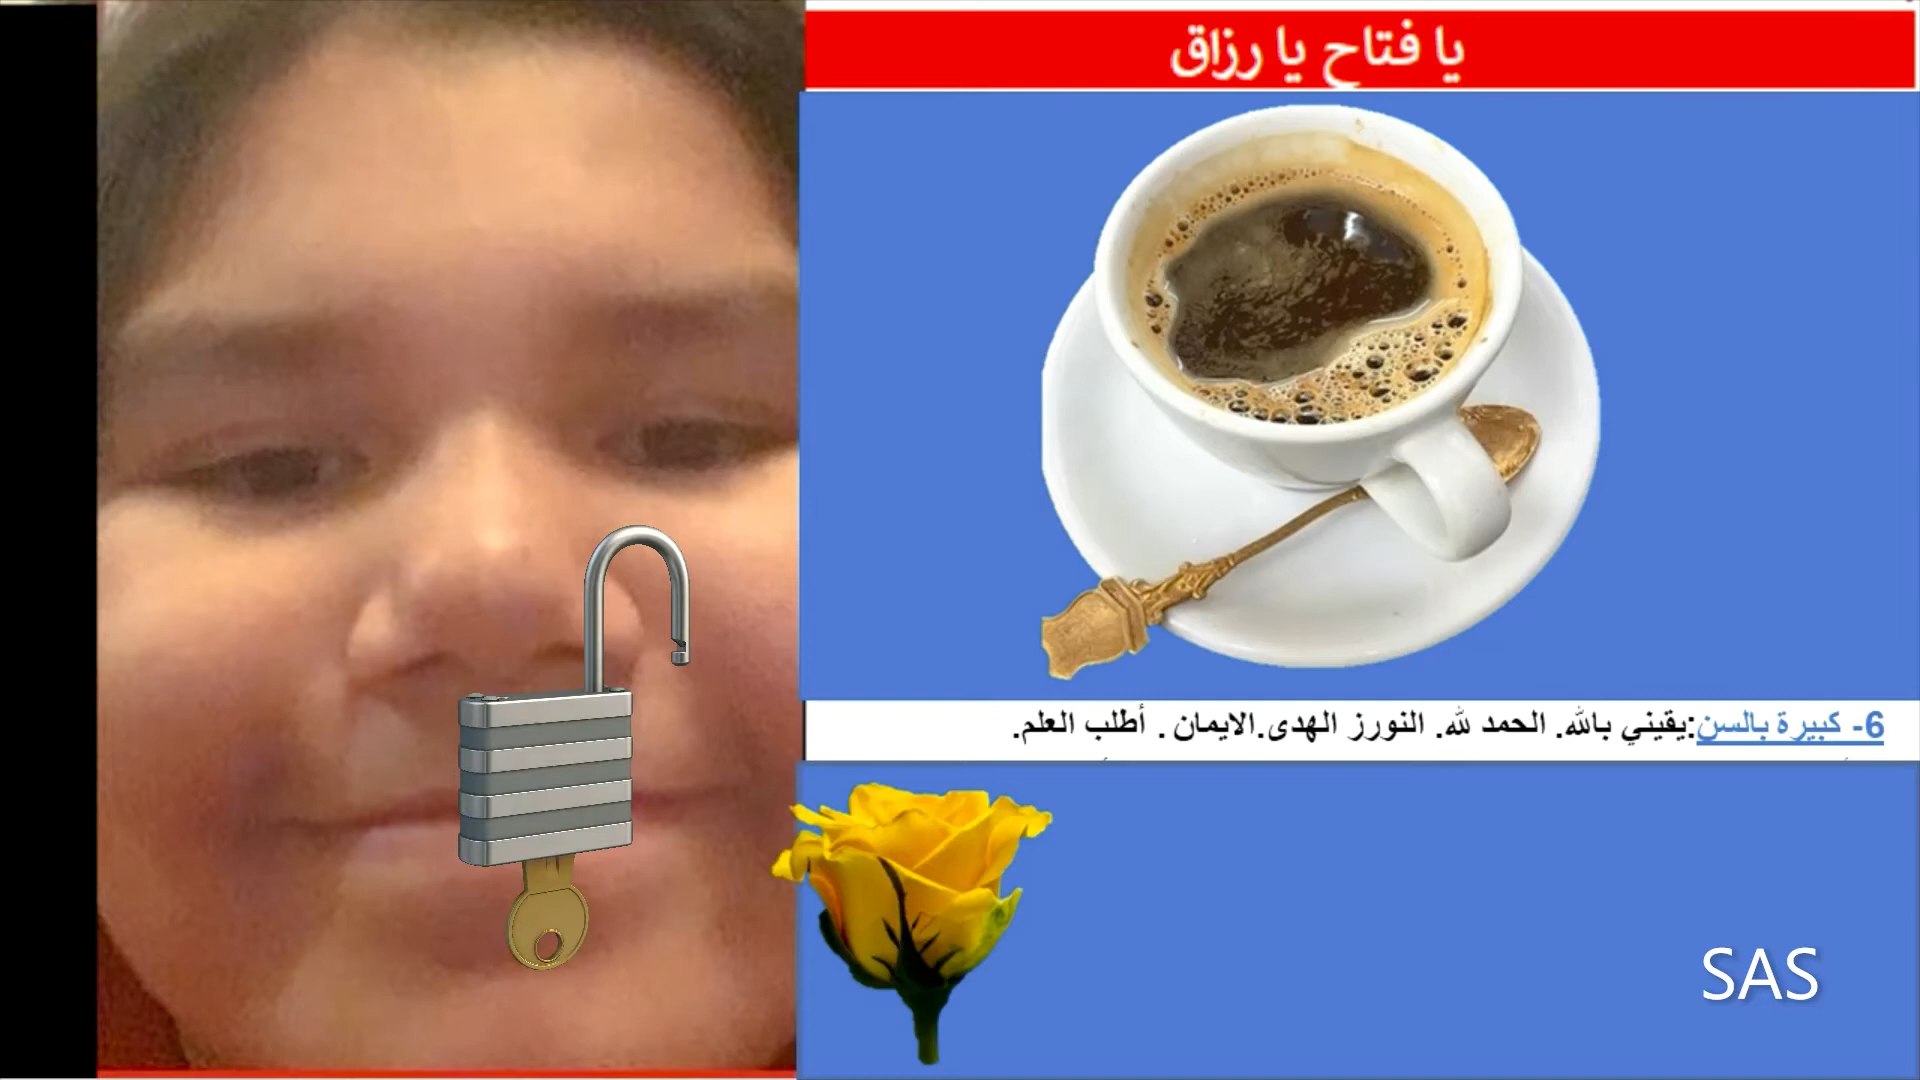 يا فتاح يا رزاق
6- كبيرة بالسن:يقيني بالله. الحمد لله. النورز الهدى.الايمان . أطلب العلم.
SAS